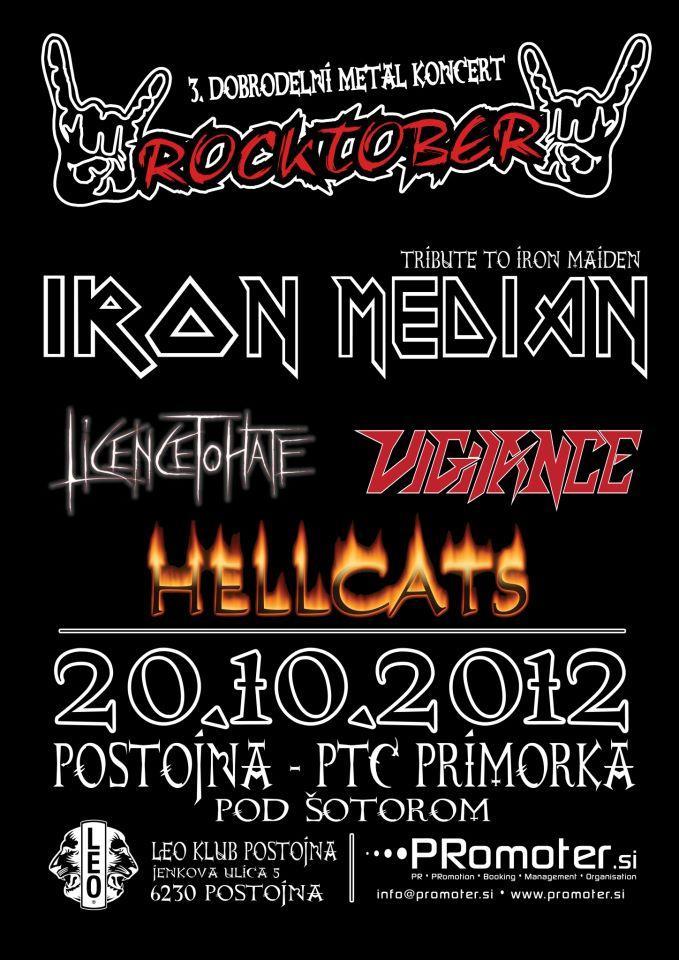 3. DOBRODELNI METAL KONCERT
ROCKTOBER
TRIBUTE TO IRON MAIDEN
IRON MEDIAN
LICENCETOHATE
VIGILANCE
HELLCATS
20.10.2012
POSTOJNA - PTC PRIMORKA
POD ŠOTOROM
LEO
LEO KLUB POSTOJNA
JENKOVA ULICA 5
6230 POSTOJNA
PRomoter.si
PR • PRomotion • Booking • Management • Organisation
info@promoter.si • www.promoter.si